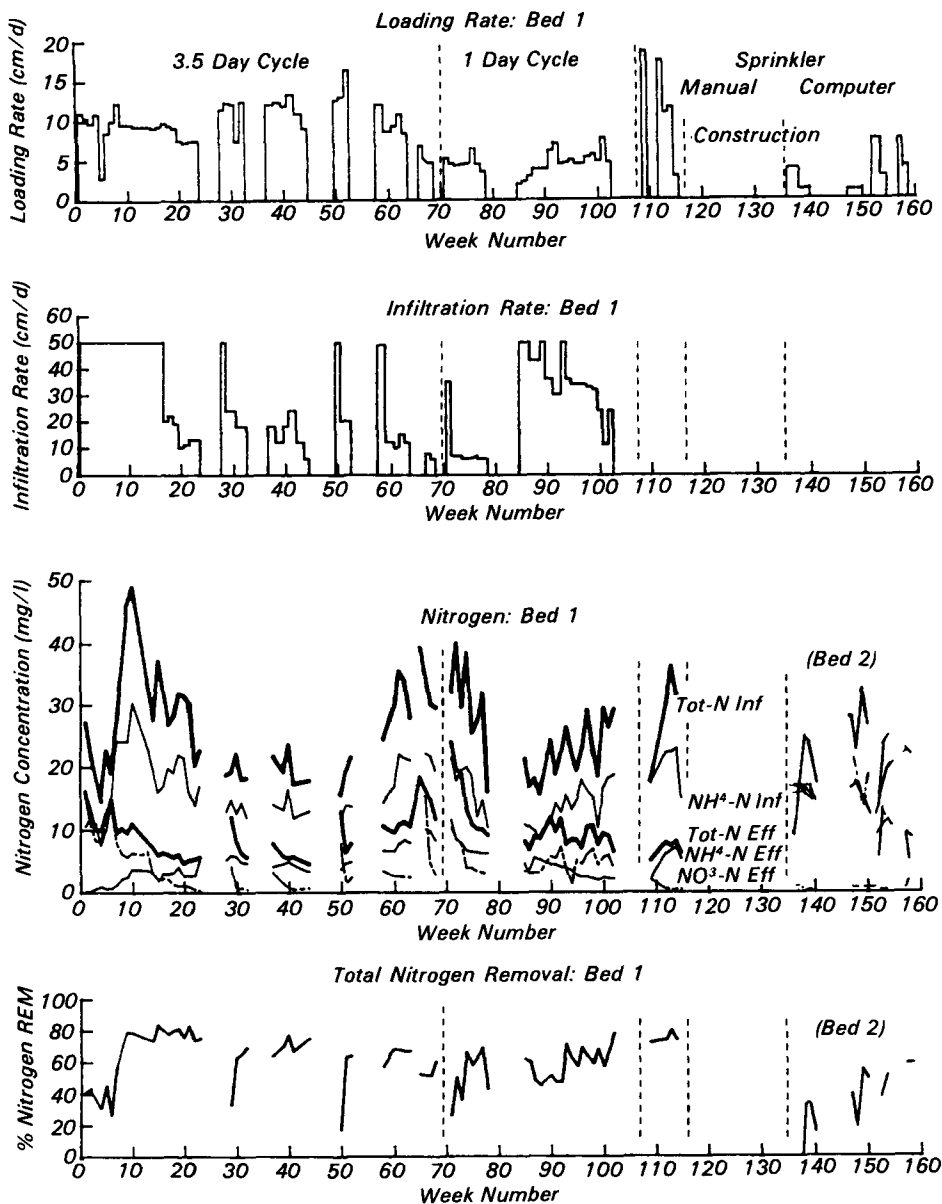 Loading Rate: Bed 1
Loading Rate (cm/d)
20
15
10
5
0
3.5 Day Cycle
1 Day Cycle
Sprinkler
Manual
Computer
Construction
0 10 20 30 40 50 60 70 80 90 100 110 120 130 140 150 160
Week Number
Infiltration Rate: Bed 1
Infiltration Rate (cm/d)
60
50
40
30
20
10
0
0 10 20 30 40 50 60 70 80 90 100 110 120 130 140 150 160
Week Number
Nitrogen: Bed 1
Nitrogen Concentration (mg/l)
50
40
30
20
10
0
(Bed 2)
Tot-N Inf
NH⁴-N Inf
Tot-N Eff
NH⁴-N Eff
NO³-N Eff
0 10 20 30 40 50 60 70 80 90 100 110 120 130 140 150 160
Week Number
Total Nitrogen Removal: Bed 1
% Nitrogen REM
100
80
60
40
20
0
(Bed 2)
0 10 20 30 40 50 60 70 80 90 100 110 120 130 140 150 160
Week Number